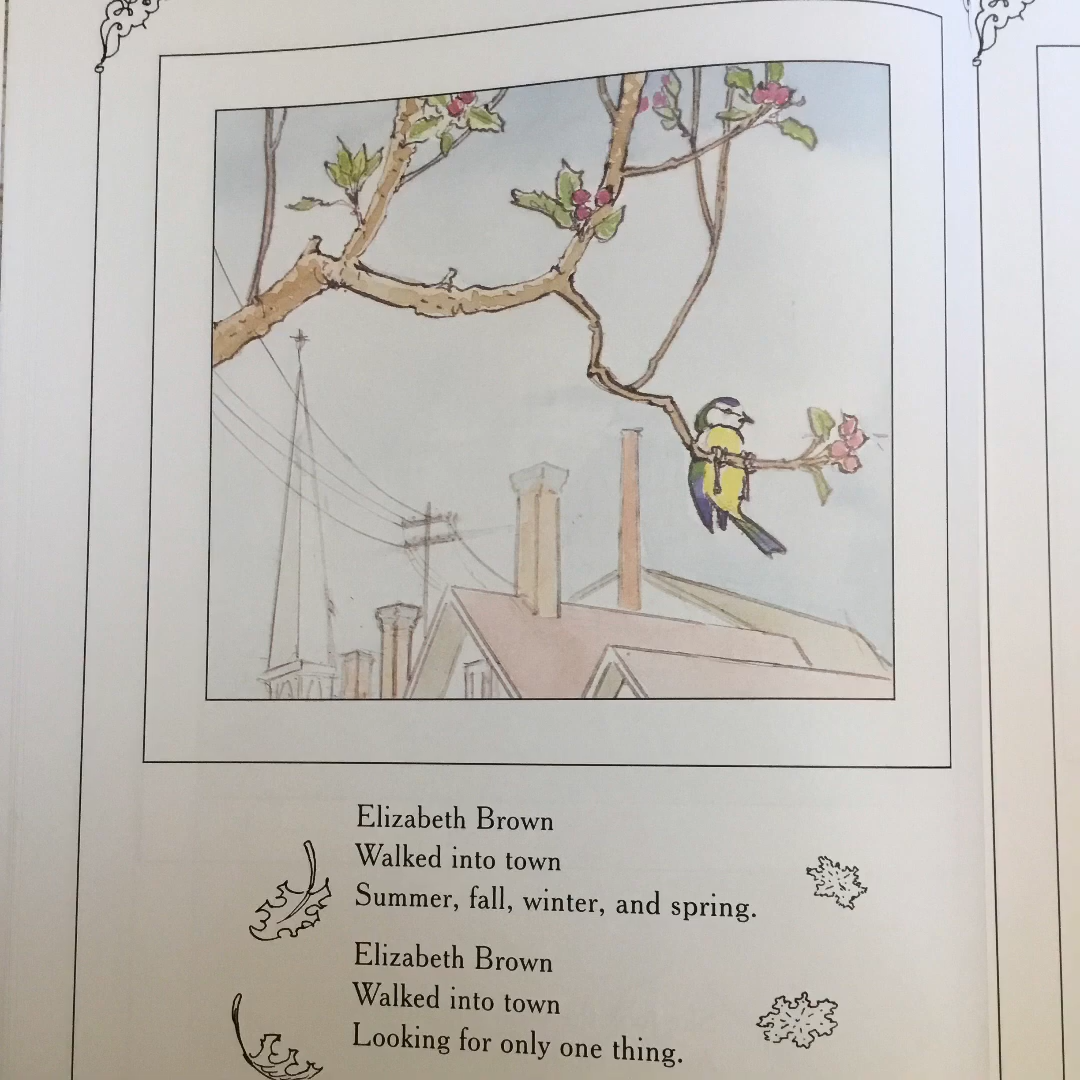 Elizabeth Brown
Walked into town
Summer, fall, winter, and spring.
Elizabeth Brown
Walked into town
Looking for only one thing.